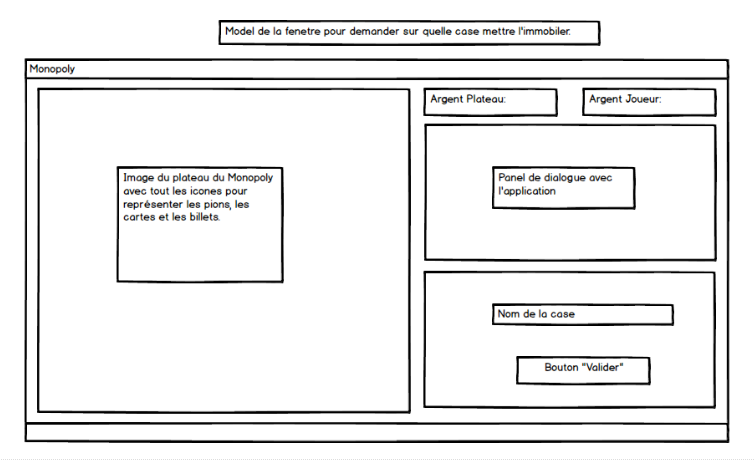 Model de la fenetre pour demander sur quelle case mettre l'immobilier.
Monopoly
Argent Plateau:
Argent Joueur:
Image du plateau du Monopoly
avec tout les icones pour
représenter les pions, les
cartes et les billets.
Panel de dialogue avec
l'application
Nom de la case
Bouton "Valider"